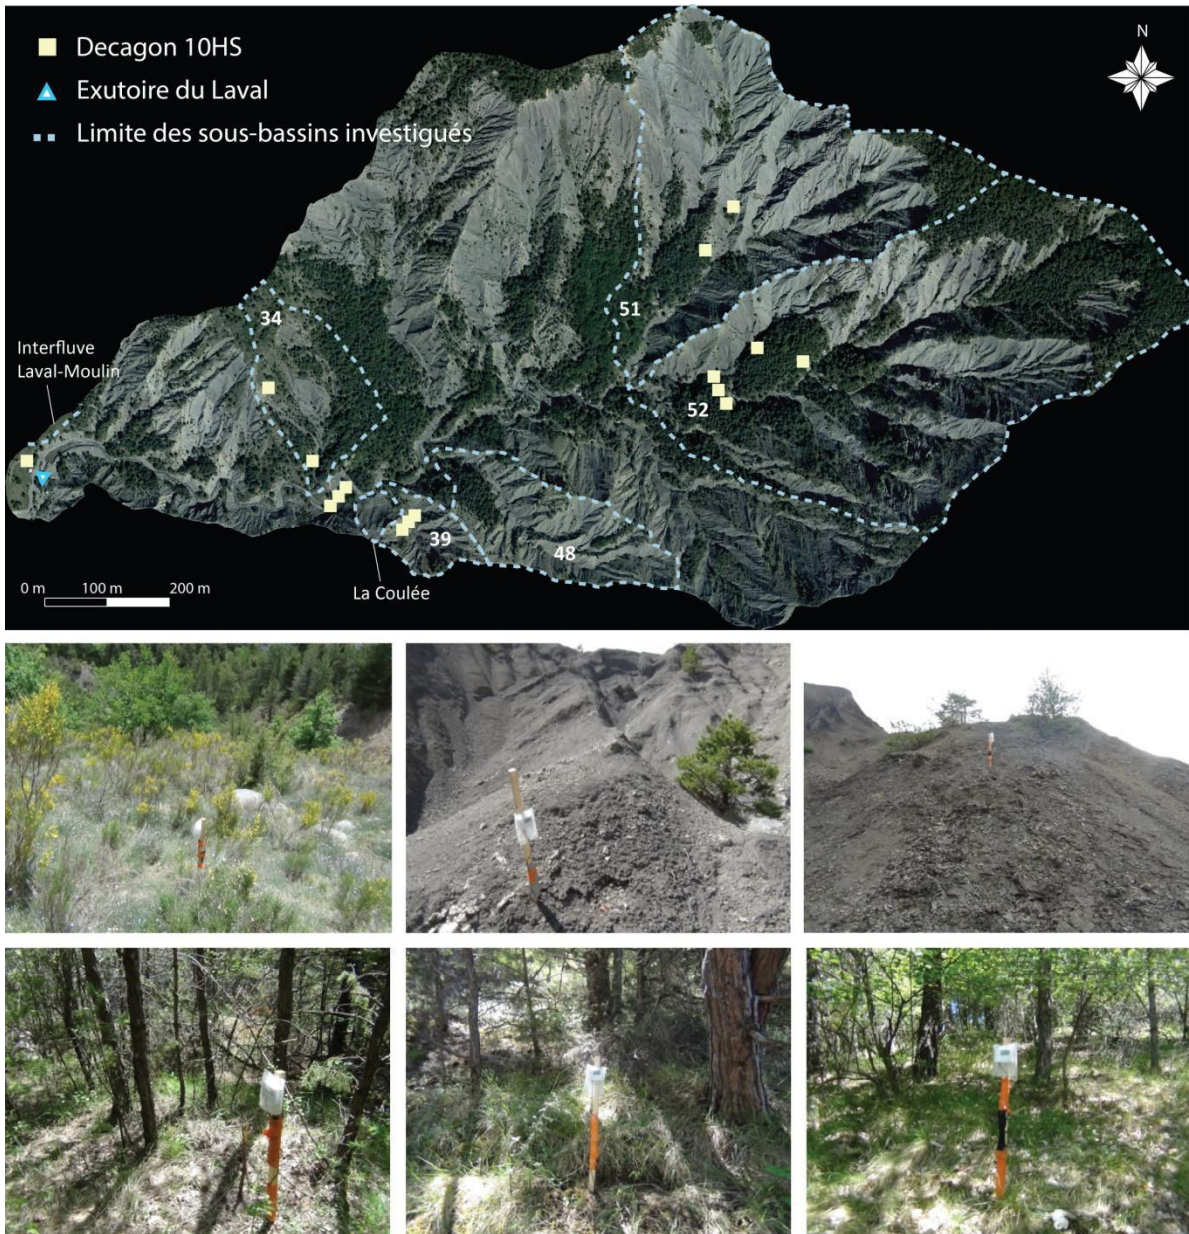 Decagon 10HS
Exutoire du Laval
Limite des sous-bassins investigués
N
51
34
Interfluve
Laval-Moulin
52
39
48
La Coulée
0 m 100 m 200 m